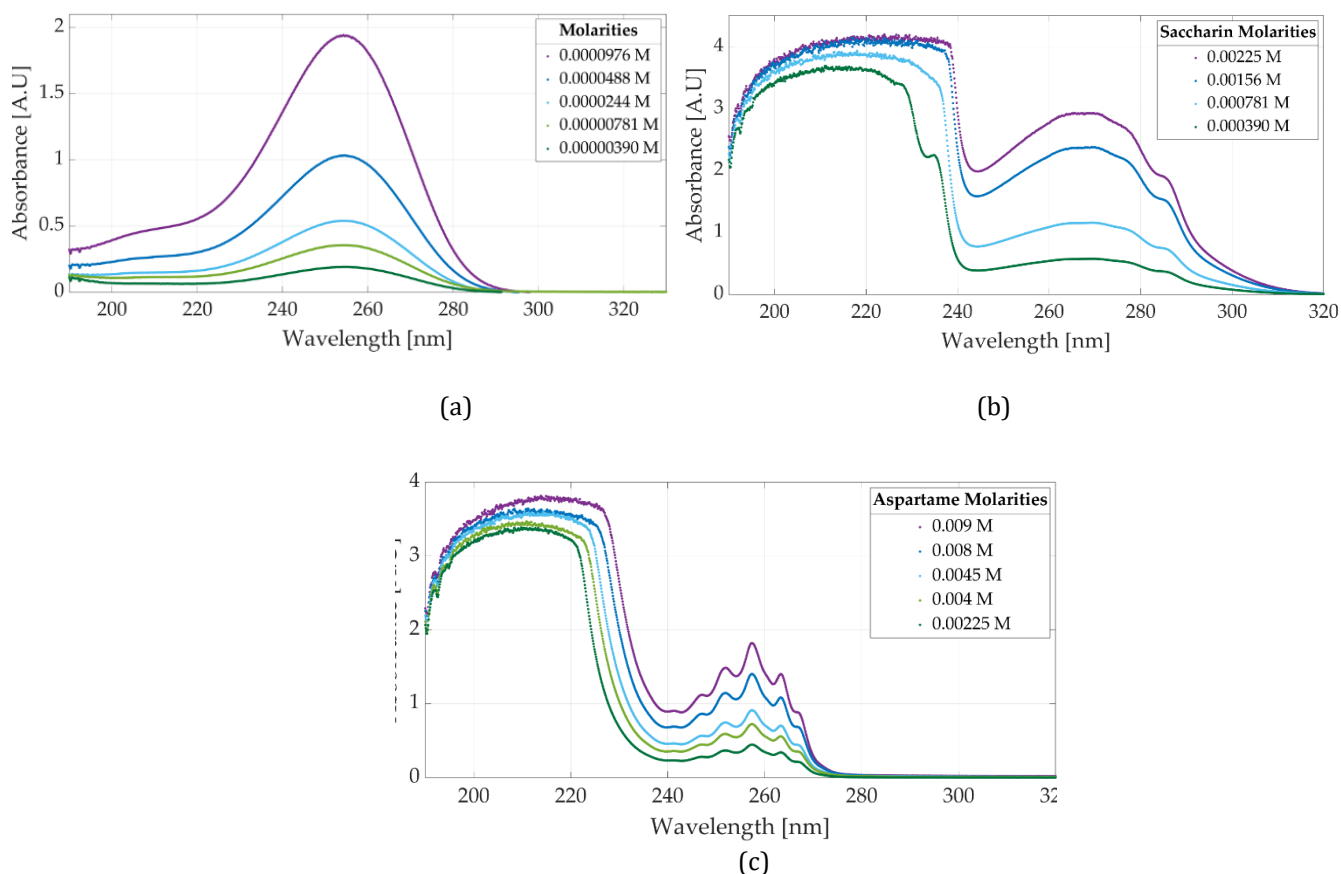 Absorbance [A.U]
2
1.5
1
0.5
0
200 220 240 260 280 300 320
Wavelength [nm]
Molarities
0.0000976 M
0.0000488 M
0.0000244 M
0.00000781 M
0.00000390 M
(a)
Absorbance [A.U]
4
3
2
1
0
200 220 240 260 280 300 320
Wavelength [nm]
Saccharin Molarities
0.00225 M
0.00156 M
0.000781 M
0.000390 M
(b)
4
3
2
1
0
200 220 240 260 280 300
Wavelength [nm]
Aspartame Molarities
0.009 M
0.008 M
0.0045 M
0.004 M
0.00225 M
(c)